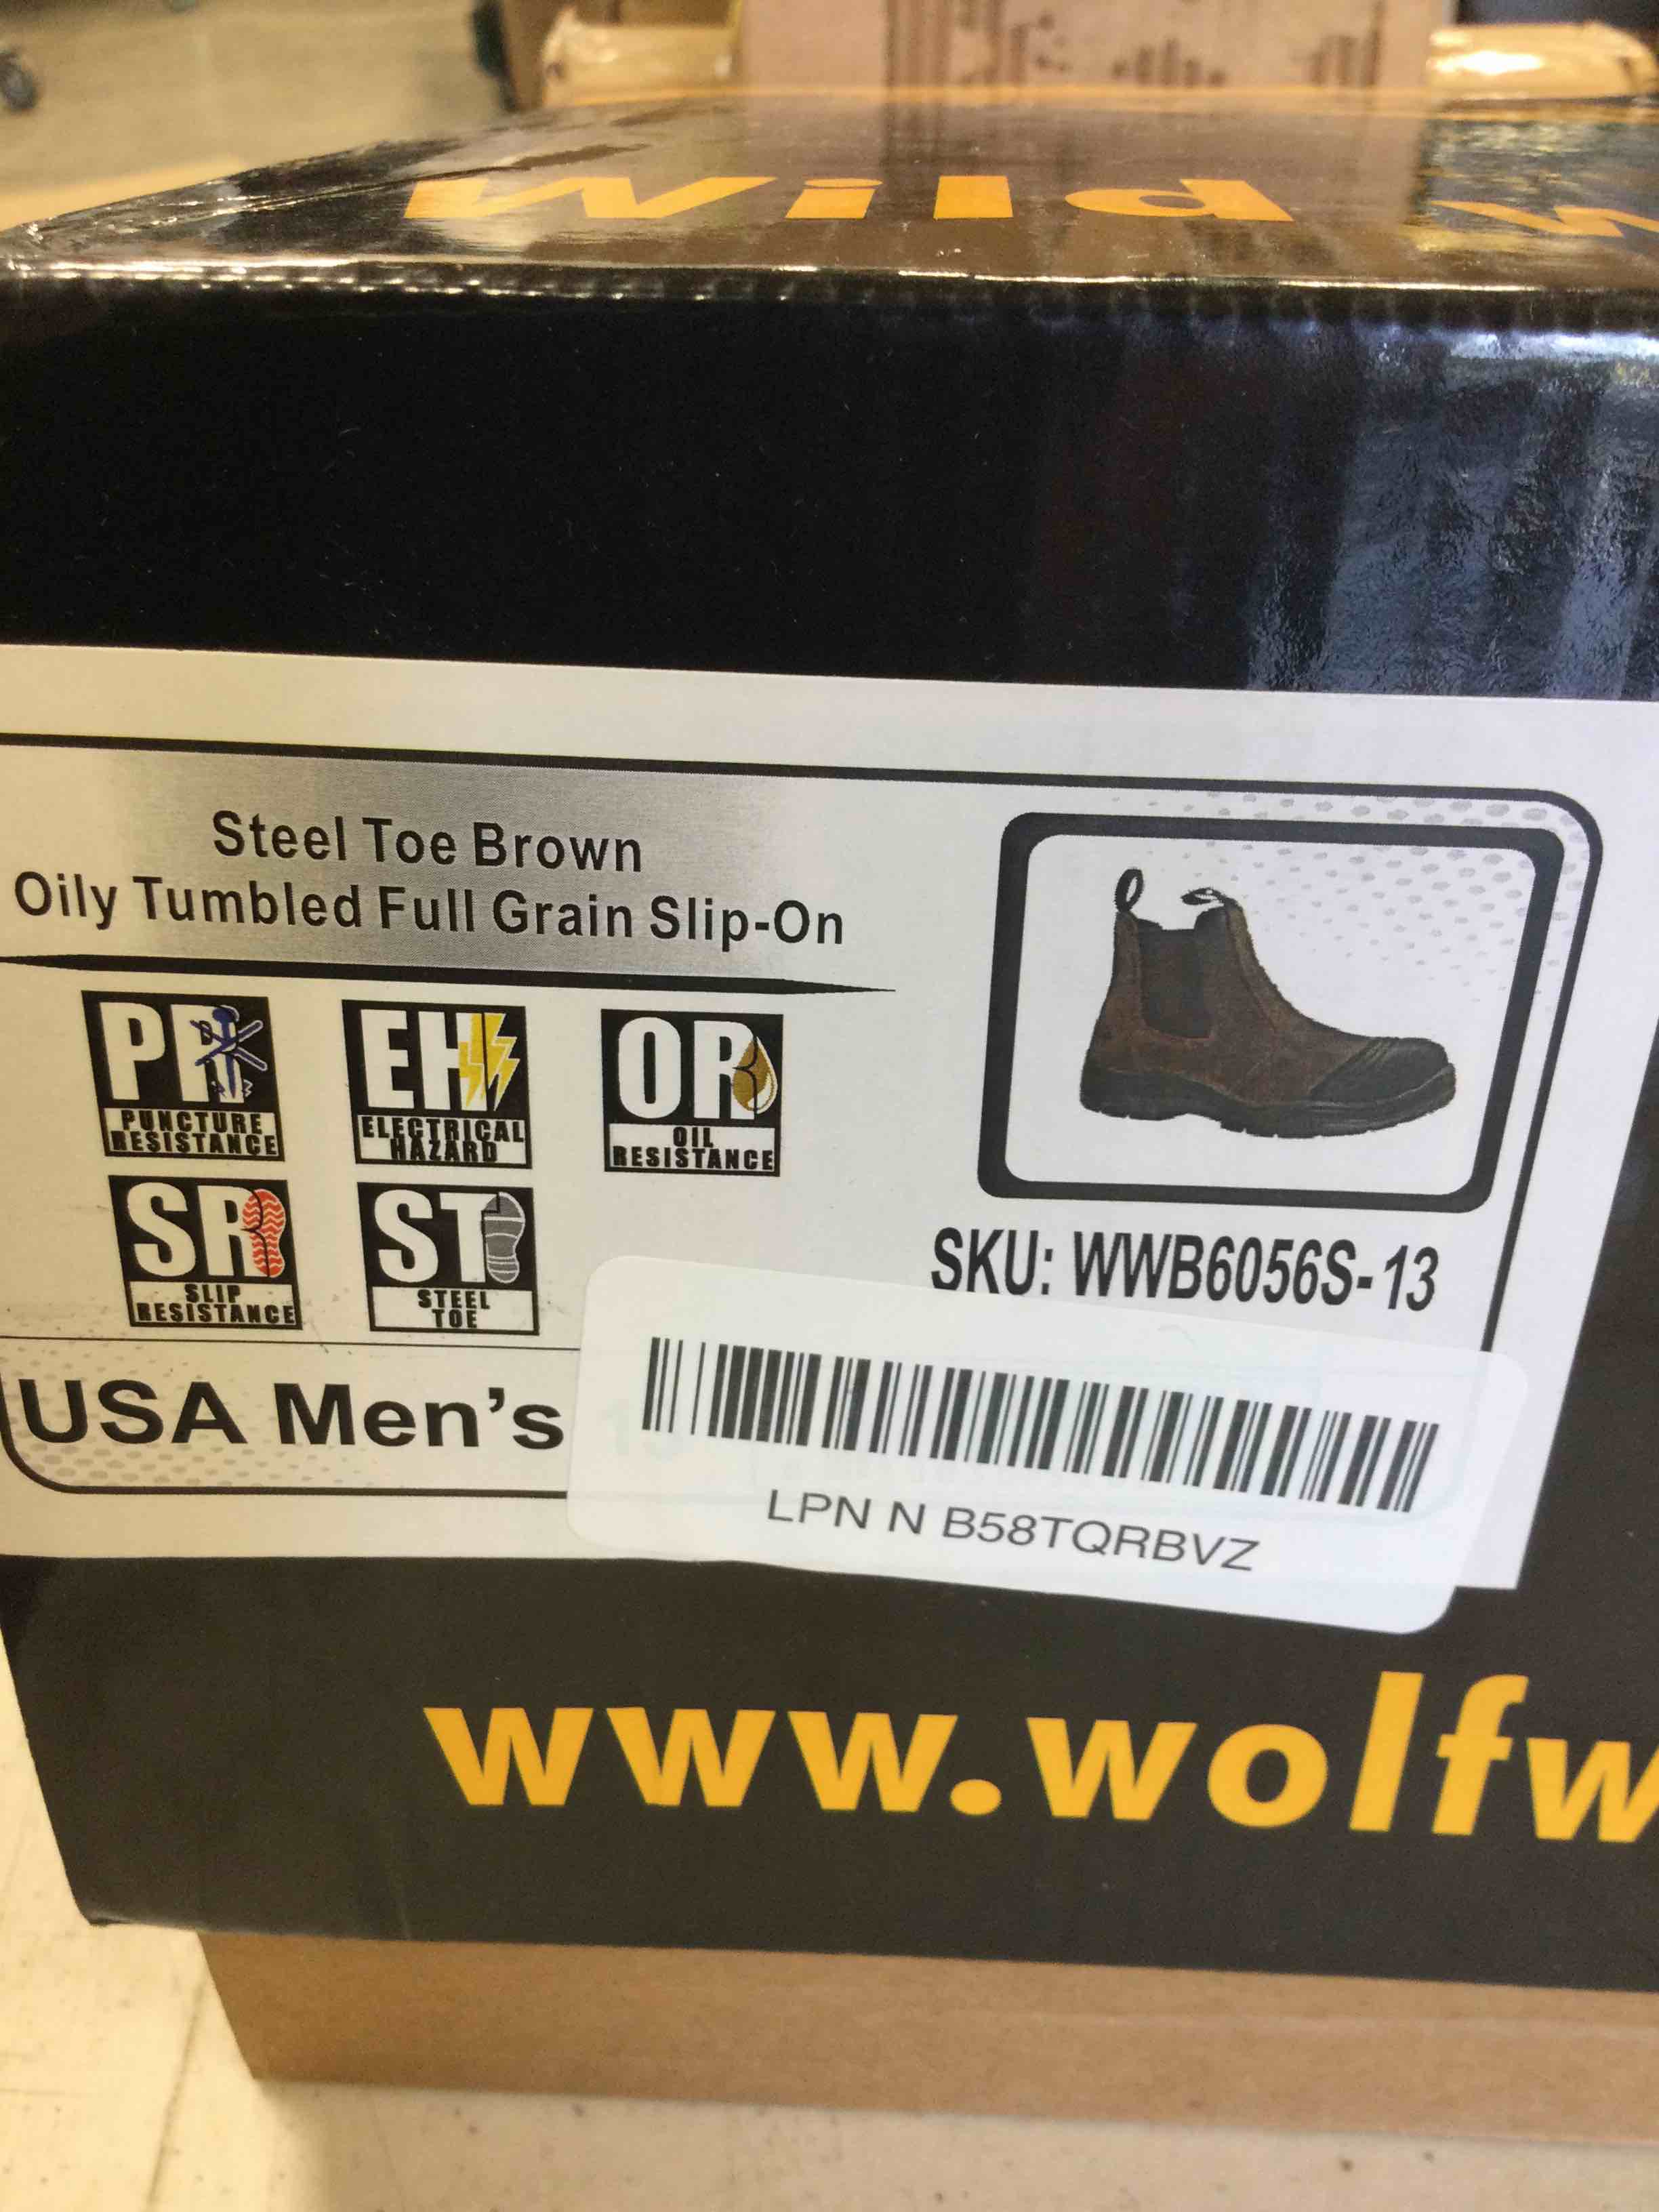 Wild
Steel Toe Brown
Oily Tumbled Full Grain Slip-On
PR
PUNCTURE
RESISTANCE
EH
ELECTRICAL
HAZARD
OR
OIL
RESISTANCE
SR
SLIP
RESISTANCE
ST
STEEL
TOE
SKU: WWB6056S-13
USA Men's
LPN N B58TQRBVZ
www.wolfw